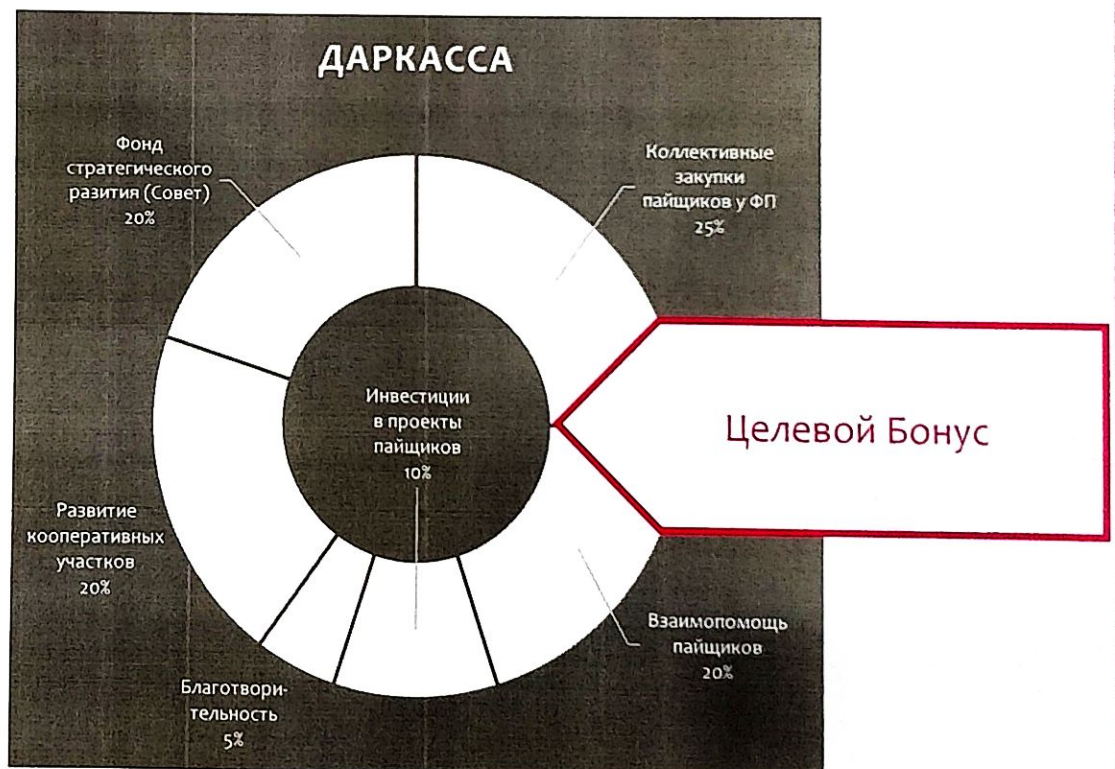 ДАРКАССА
Фонд
стратегического
разития (Совет)
20%
Коллективные
закупки
пайщиков у ФП
25%
Инвестиции
в проекты
пайщиков
10%
Целевой Бонус
Развитие
кооперативных
участков
20%
Взаимопомощь
пайщиков
20%
Благотвори-
тельность
5%